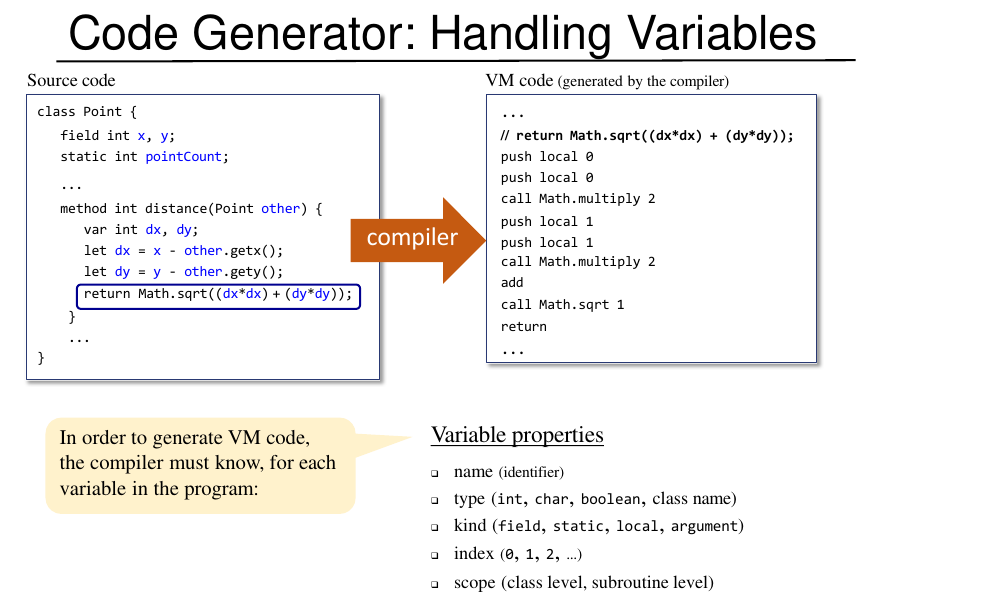 Code Generator: Handling Variables
Source code
class Point {
field int x, y;
static int pointCount;
...
method int distance(Point other) {
var int dx, dy;
let dx = x - other.getx();
let dy = y - other.gety();
return Math.sqrt((dx*dx) + (dy*dy));
}
...
}
compiler
VM code (generated by the compiler)
...
// return Math.sqrt((dx*dx) + (dy*dy));
push local 0
push local 0
call Math.multiply 2
push local 1
push local 1
call Math.multiply 2
add
call Math.sqrt 1
return
...
In order to generate VM code,
the compiler must know, for each
variable in the program:
Variable properties
name (identifier)
type (int, char, boolean, class name)
kind (field, static, local, argument)
index (0, 1, 2, ...)
scope (class level, subroutine level)